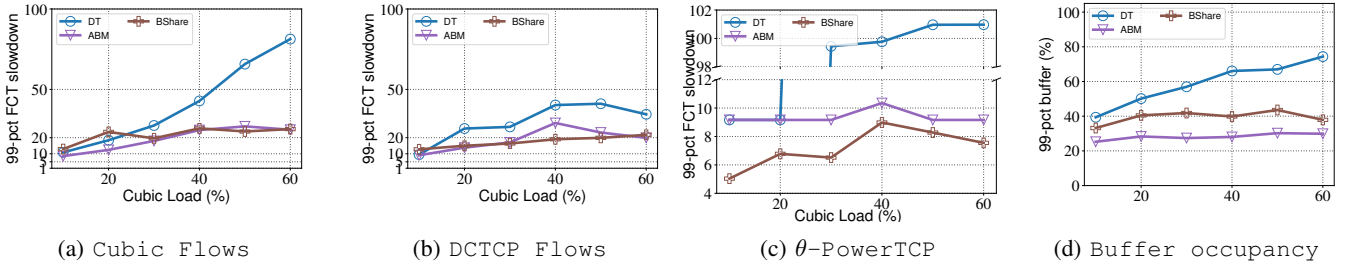 100
50
20
10
5
1
99-pct FCT slowdown
DT
ABM
BShare
20
40
60
Cubic Load (%)
(a) Cubic Flows
100
50
20
10
5
1
99-pct FCT slowdown
DT
ABM
BShare
20
40
60
Cubic Load (%)
(b) DCTCP Flows
102
100
98
12
10
8
6
4
99-pct FCT slowdown
DT
ABM
BShare
20
40
60
Cubic Load (%)
(c) θ-PowerTCP
100
80
60
40
20
0
99-pct buffer (%)
DT
ABM
BShare
20
40
60
Cubic Load (%)
(d) Buffer occupancy